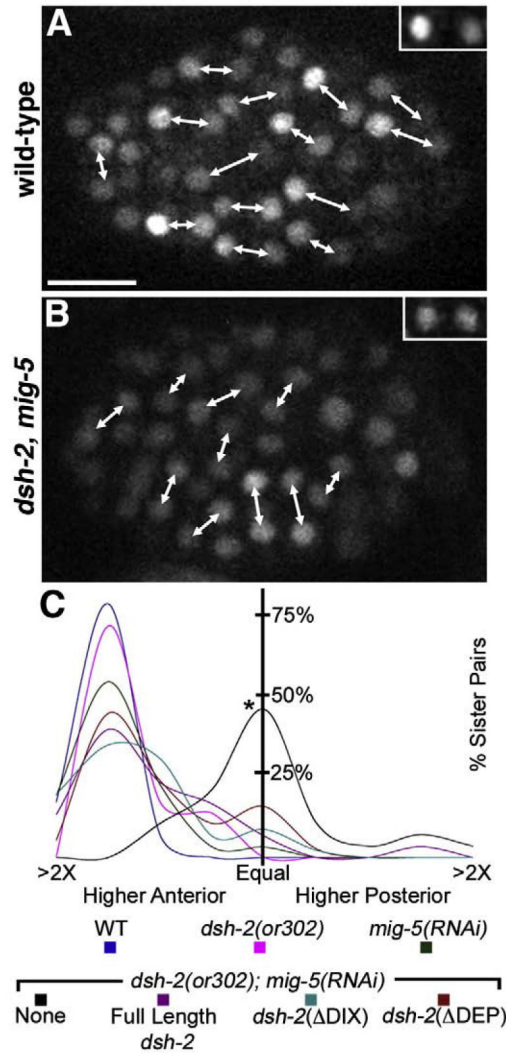 A
wild-type
B
dsh-2, mig-5
C
75%
50%
25%
*
% Sister Pairs
>2X
Equal
>2X
Higher Anterior
Higher Posterior
WT
dsh-2(or302)
mig-5(RNAi)
dsh-2(or302); mig-5(RNAi)
None
Full Length
dsh-2
dsh-2(ΔDIX)
dsh-2(ΔDEP)